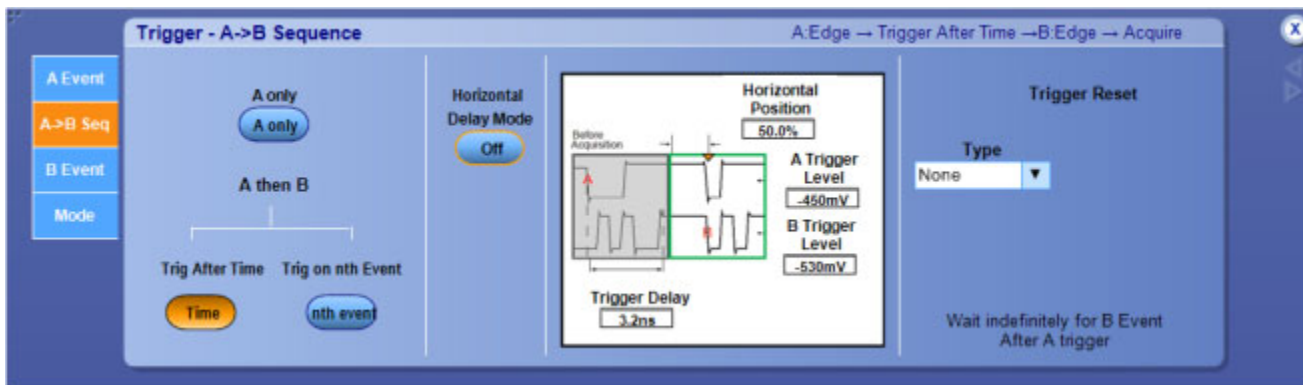 Trigger - A->B Sequence
A:Edge → Trigger After Time →B:Edge → Acquire
X
A Event
A->B Seq
B Event
Mode
A only
A only
A then B
Trig After Time
Time
Trig on nth Event
nth event
Horizontal
Delay Mode
Off
Before
Acquisition
A
B
Horizontal
Position
50.0%
A Trigger
Level
-450mV
B Trigger
Level
-530mV
Trigger Delay
3.2ns
Trigger Reset
Type
None
Wait indefinitely for B Event
After A trigger